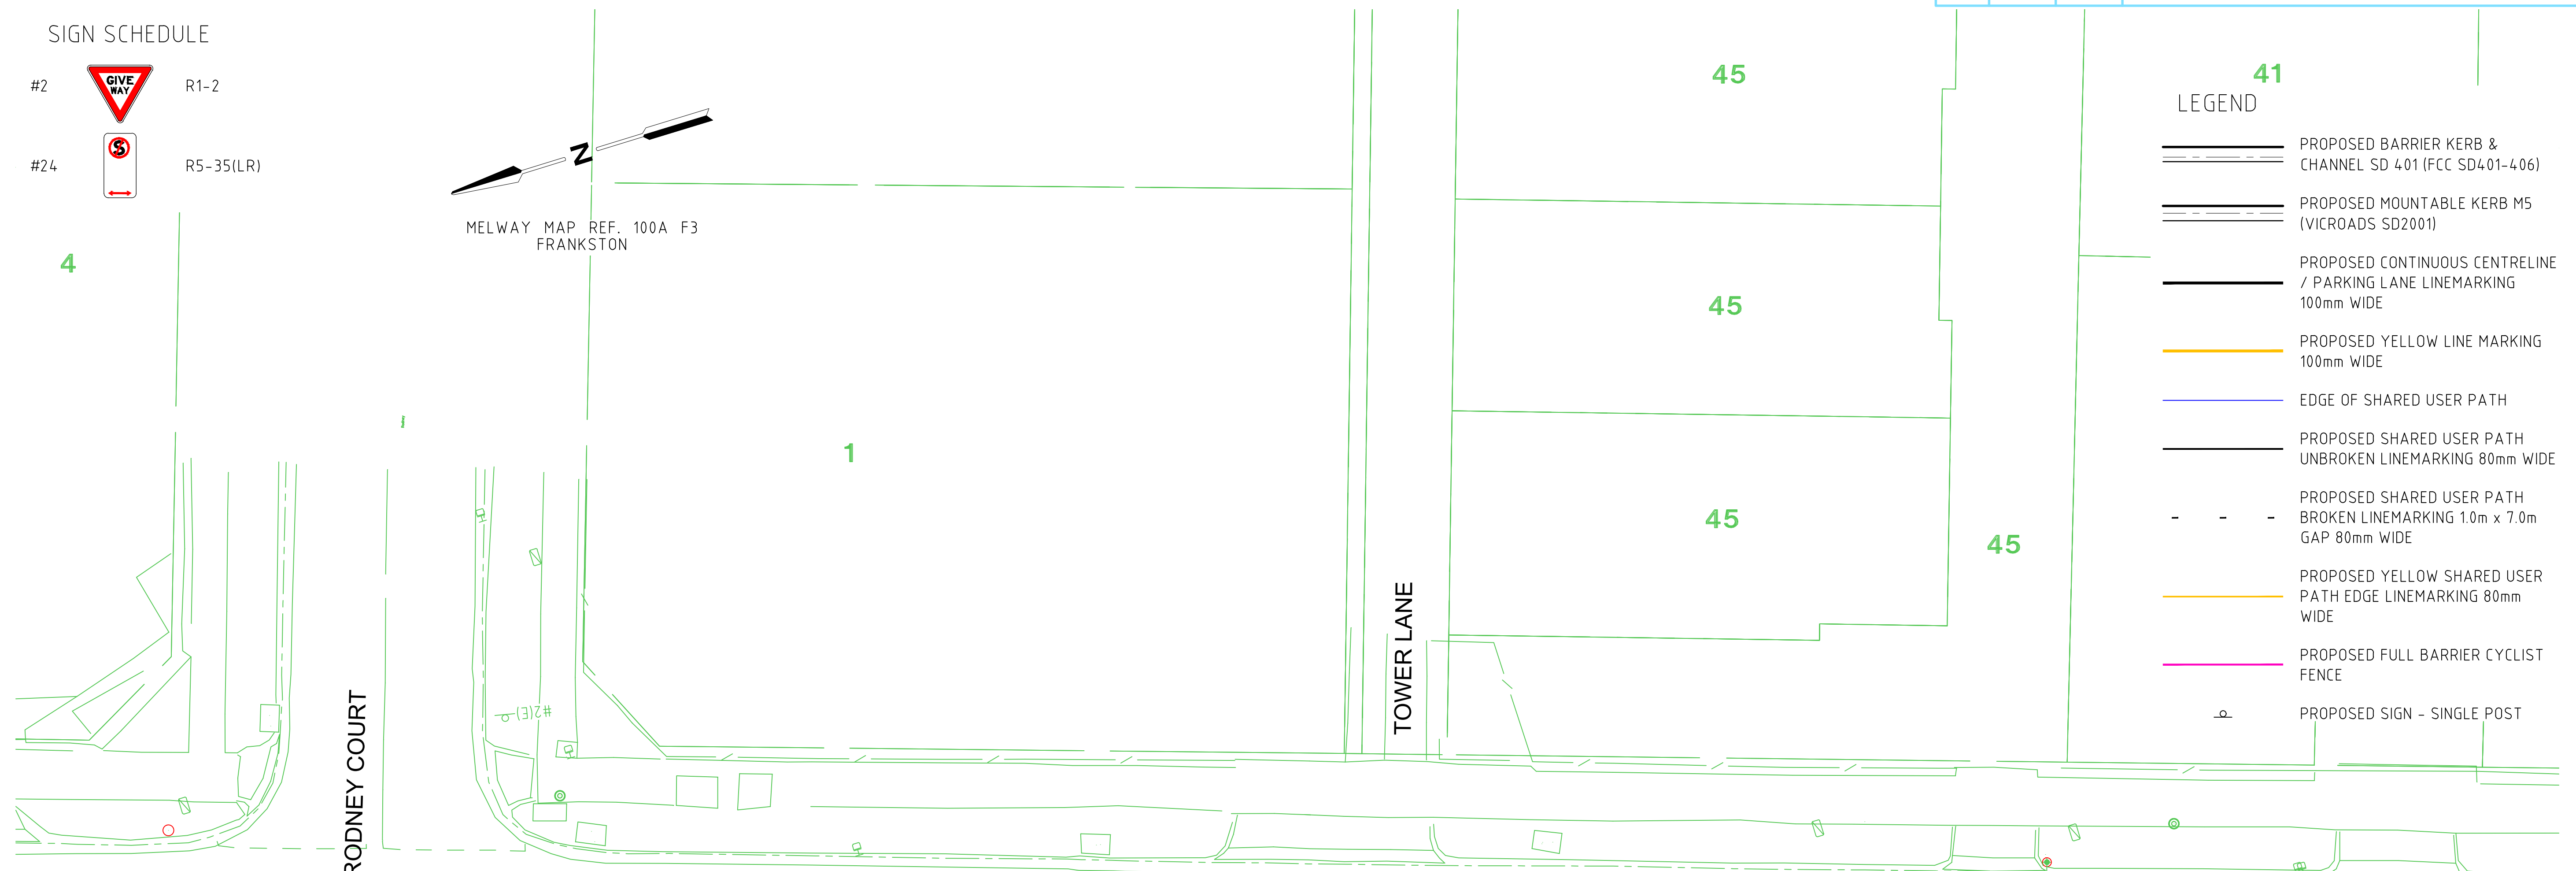 SIGN SCHEDULE
#2
GIVE
WAY
R1-2
#24
S
R5-35(LR)
N
MELWAY MAP REF. 100A F3
FRANKSTON
4
1
45
45
45
45
41
#2(E)
RODNEY COURT
TOWER LANE
LEGEND
PROPOSED BARRIER KERB &
CHANNEL SD 401 (FCC SD401-406)
PROPOSED MOUNTABLE KERB M5
(VICROADS SD2001)
PROPOSED CONTINUOUS CENTRELINE
/ PARKING LANE LINEMARKING
100mm WIDE
PROPOSED YELLOW LINE MARKING
100mm WIDE
EDGE OF SHARED USER PATH
PROPOSED SHARED USER PATH
UNBROKEN LINEMARKING 80mm WIDE
PROPOSED SHARED USER PATH
BROKEN LINEMARKING 1.0m x 7.0m
GAP 80mm WIDE
PROPOSED YELLOW SHARED USER
PATH EDGE LINEMARKING 80mm
WIDE
PROPOSED FULL BARRIER CYCLIST
FENCE
PROPOSED SIGN - SINGLE POST